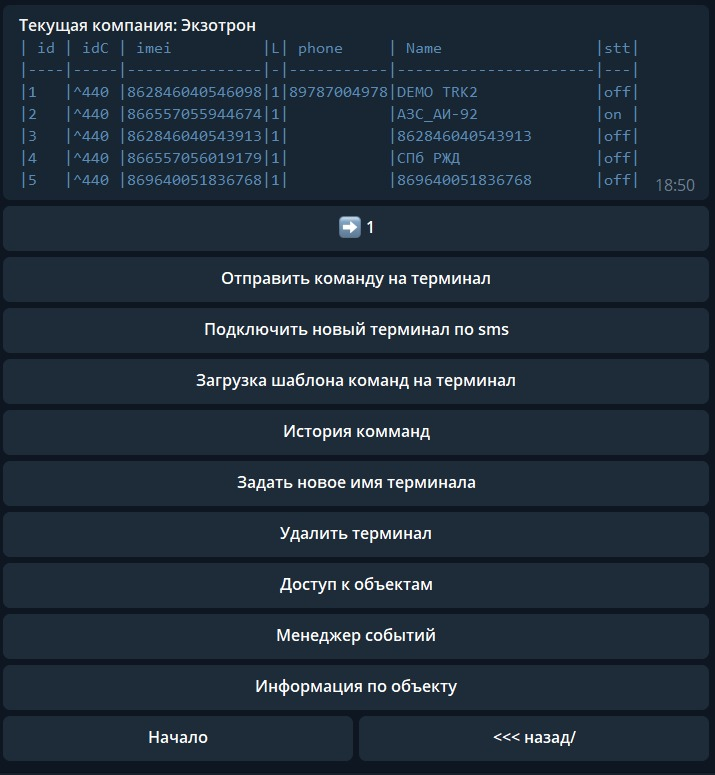 Текущая компания: Экзотрон
| id | idC | imei          |L| phone     | Name                 |stt|
|----|-----|---------------|-|-----------|----------------------|---|
|1   |^440 |862846040546098|1|89787004978|DEMO TRK2             |off|
|2   |^440 |866557055944674|1|           |АЗС_АИ-92             |on |
|3   |^440 |862846040543913|1|           |862846040543913       |off|
|4   |^440 |866557056019179|1|           |СПб РЖД               |off|
|5   |^440 |869640051836768|1|           |869640051836768       |off|
18:50
➡️ 1
Отправить команду на терминал
Подключить новый терминал по sms
Загрузка шаблона команд на терминал
История комманд
Задать новое имя терминала
Удалить терминал
Доступ к объектам
Менеджер событий
Информация по объекту
Начало
<<< назад/